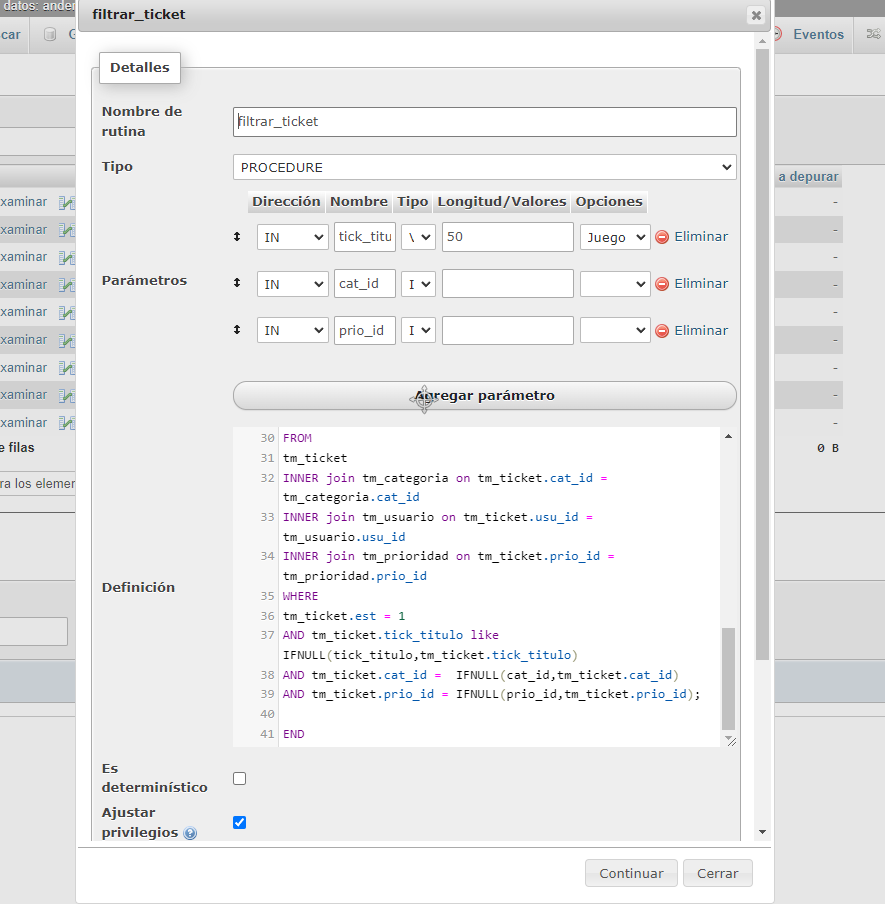 datos: ander
filtrar_ticket
car
G
Eventos
Detalles
Nombre de
rutina
filtrar_ticket
Tipo
PROCEDURE
a depurar
Dirección Nombre Tipo Longitud/Valores Opciones
xaminar
-
xaminar
-
IN tick_titu 50 Juego Eliminar
xaminar
-
Parámetros
xaminar
-
IN cat_id I Eliminar
xaminar
-
IN prio_id I Eliminar
xaminar
-
xaminar
-
xaminar
-
Agregar parámetro
xaminar
-
e filas
0 B
ra los elemen
30 FROM
31 tm_ticket
32 INNER join tm_categoria on tm_ticket.cat_id =
tm_categoria.cat_id
33 INNER join tm_usuario on tm_ticket.usu_id =
tm_usuario.usu_id
34 INNER join tm_prioridad on tm_ticket.prio_id =
tm_prioridad.prio_id
Definición
35 WHERE
36 tm_ticket.est = 1
37 AND tm_ticket.tick_titulo like
IFNULL(tick_titulo,tm_ticket.tick_titulo)
38 AND tm_ticket.cat_id =  IFNULL(cat_id,tm_ticket.cat_id)
39 AND tm_ticket.prio_id = IFNULL(prio_id,tm_ticket.prio_id);
40
41 END
Es
determinístico
Ajustar
privilegios
Continuar
Cerrar